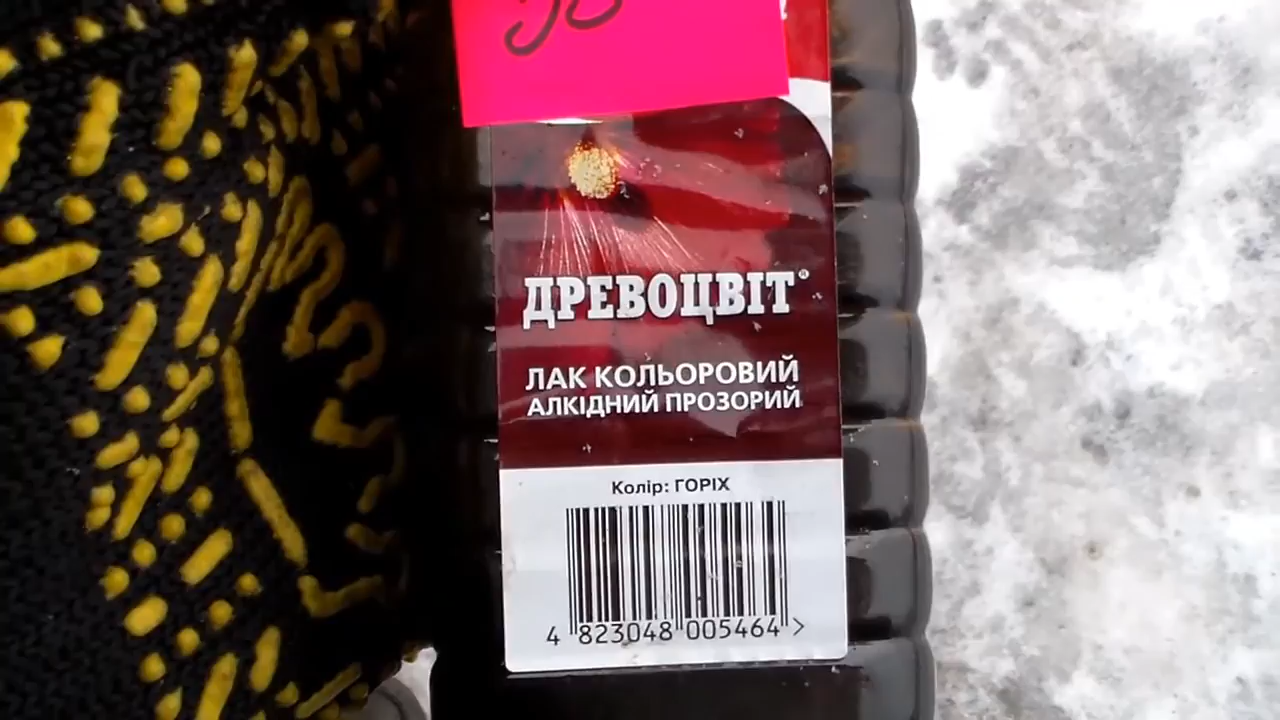 ДРЕВОЦВІТ®
ЛАК КОЛЬОРОВИЙ
АЛКІДНИЙ ПРОЗОРИЙ
Колір: ГОРІХ
4 823048 005464 >